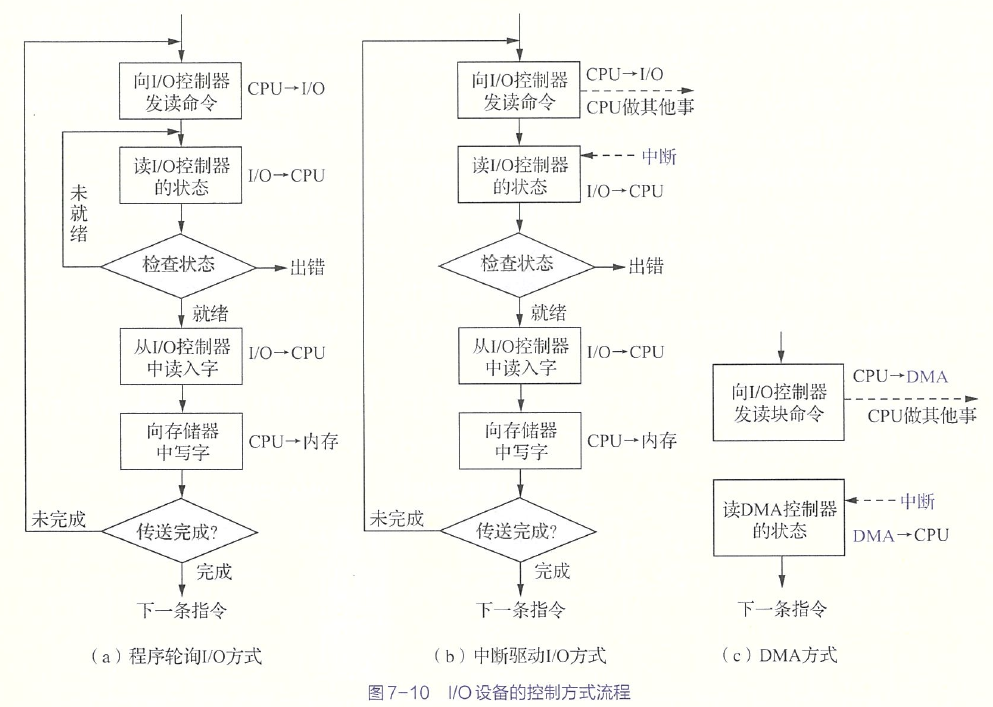 向I/O控制器
发读命令
CPU→I/O
读I/O控制器
的状态
I/O→CPU
未就绪
检查状态
出错
就绪
从I/O控制器
中读入字
I/O→CPU
向存储器
中写字
CPU→内存
未完成
传送完成?
完成
下一条指令
(a)程序轮询I/O方式
向I/O控制器
发读命令
CPU→I/O
CPU做其他事
读I/O控制器
的状态
中断
I/O→CPU
检查状态
出错
就绪
从I/O控制器
中读入字
I/O→CPU
向存储器
中写字
CPU→内存
未完成
传送完成?
完成
下一条指令
(b)中断驱动I/O方式
向I/O控制器
发读块命令
CPU→DMA
CPU做其他事
读DMA控制器
的状态
中断
DMA→CPU
下一条指令
(c)DMA方式
图7-10 I/O设备的控制方式流程